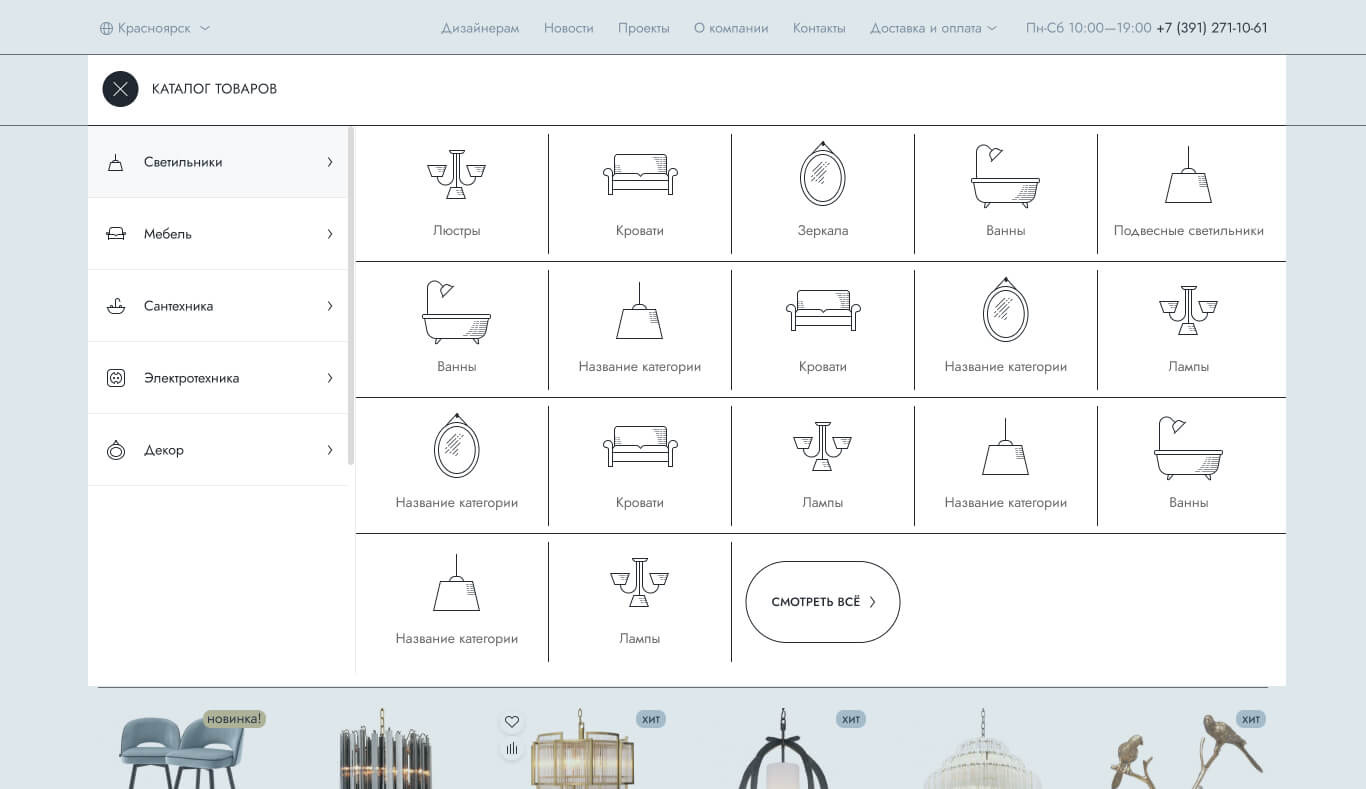 Красноярск
Дизайнерам Новости Проекты О компании Контакты Доставка и оплата Пн-Сб 10:00—19:00 +7 (391) 271-10-61
КАТАЛОГ ТОВАРОВ
Светильники
Мебель
Сантехника
Электротехника
Декор
Люстры Кровати Зеркала Ванны Подвесные светильники
Ванны Название категории Кровати Название категории Лампы
Название категории Кровати Лампы Название категории Ванны
Название категории Лампы СМОТРЕТЬ ВСЁ
новинка! хит хит хит